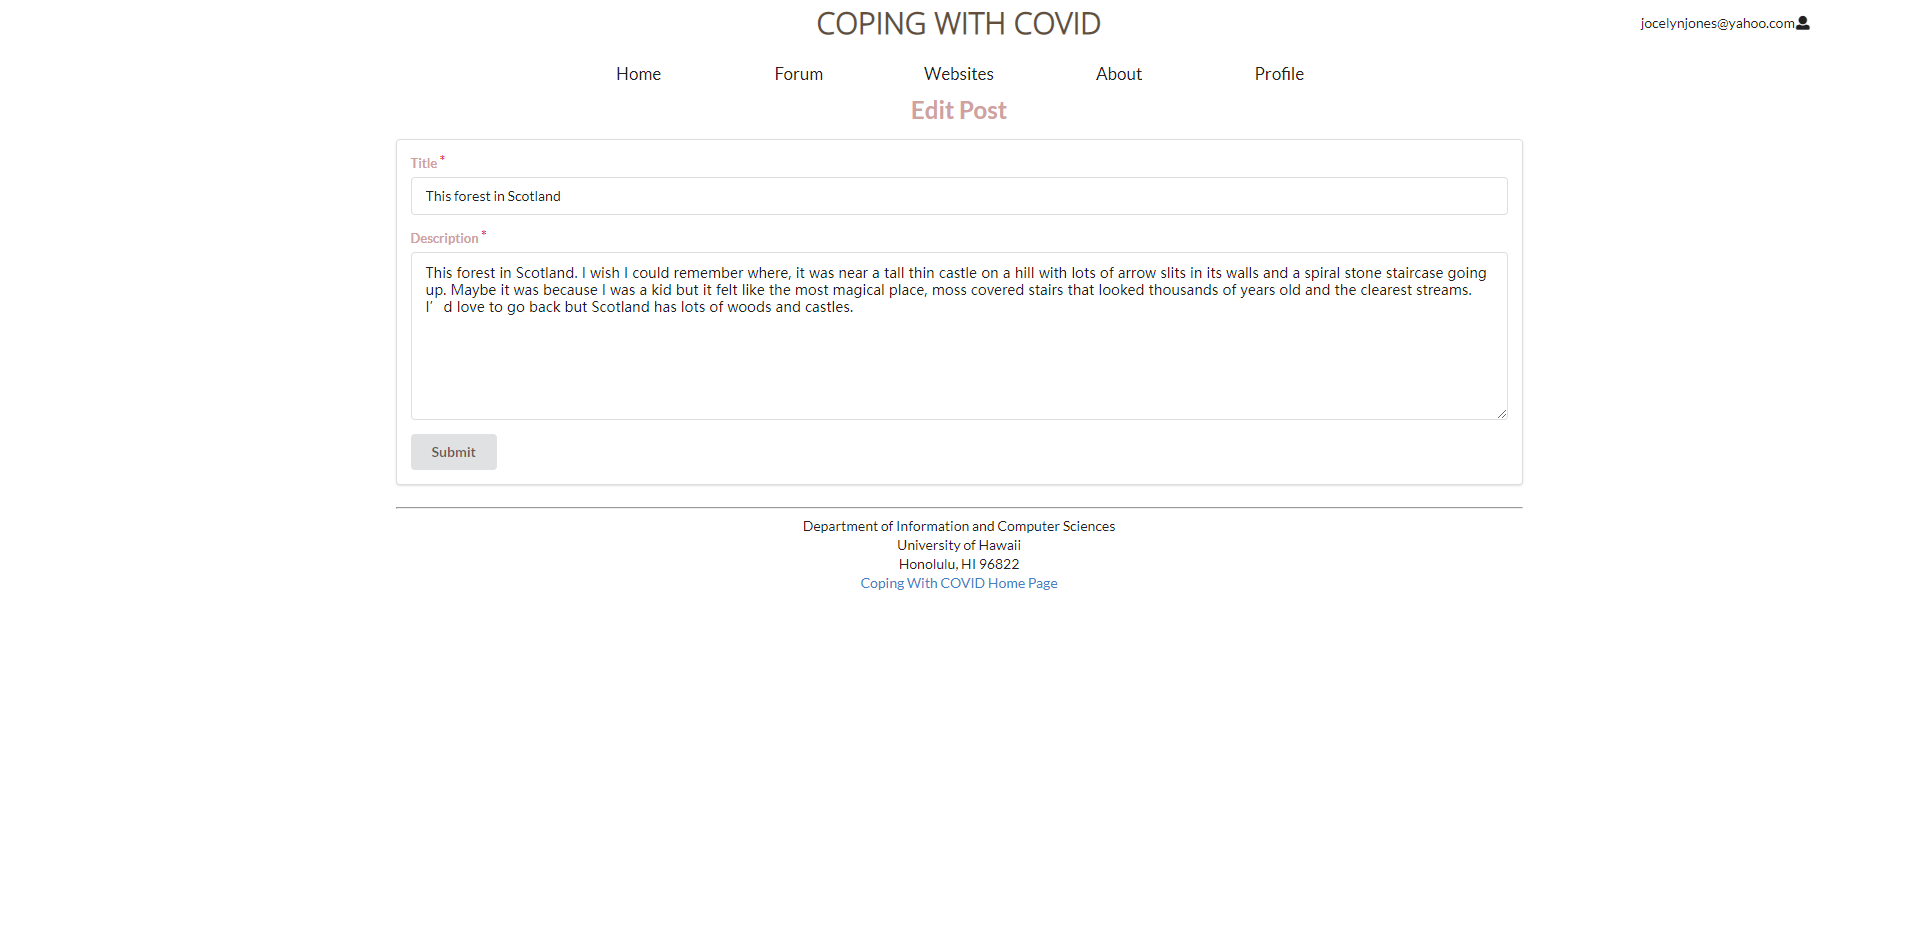 COPING WITH COVID
jocelynjones@yahoo.com
Home Forum Websites About Profile
Edit Post
Title*
This forest in Scotland
Description*
This forest in Scotland. I wish I could remember where, it was near a tall thin castle on a hill with lots of arrow slits in its walls and a spiral stone staircase going
up. Maybe it was because I was a kid but it felt like the most magical place, moss covered stairs that looked thousands of years old and the clearest streams.
I’d love to go back but Scotland has lots of woods and castles.
Submit
Department of Information and Computer Sciences
University of Hawaii
Honolulu, HI 96822
Coping With COVID Home Page